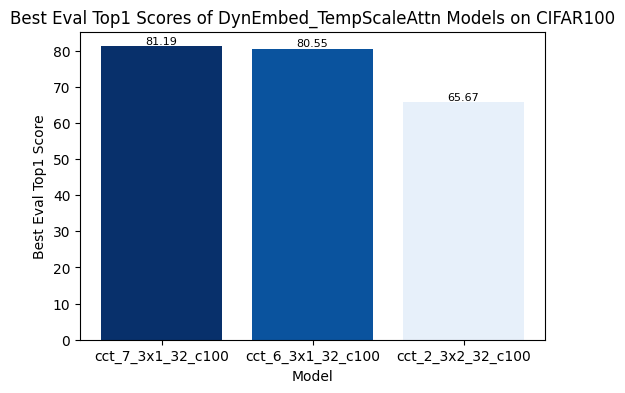 Best Eval Top1 Scores of DynEmbed_TempScaleAttn Models on CIFAR100
81.19
80.55
65.67
80
70
60
50
40
30
20
10
0
Best Eval Top1 Score
cct_7_3x1_32_c100
cct_6_3x1_32_c100
cct_2_3x2_32_c100
Model